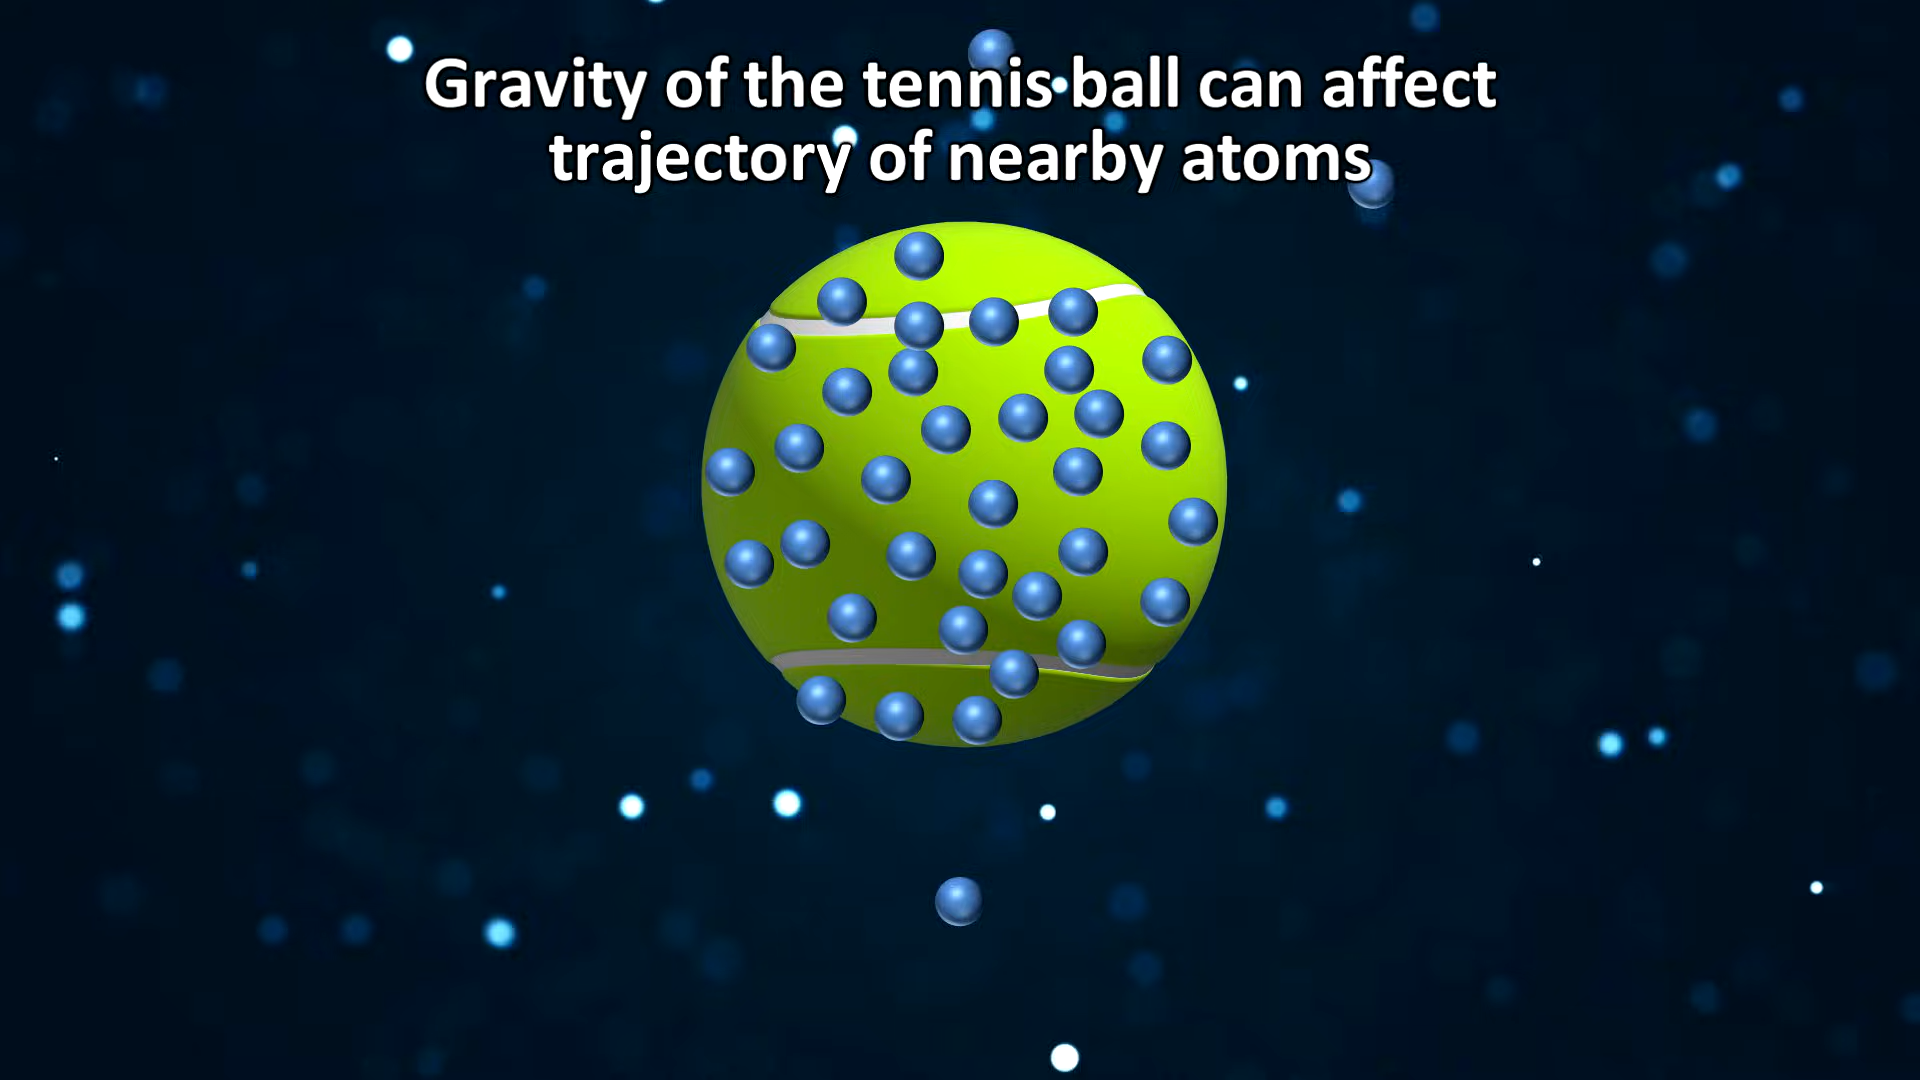 Gravity of the tennis ball can affect
trajectory of nearby atoms